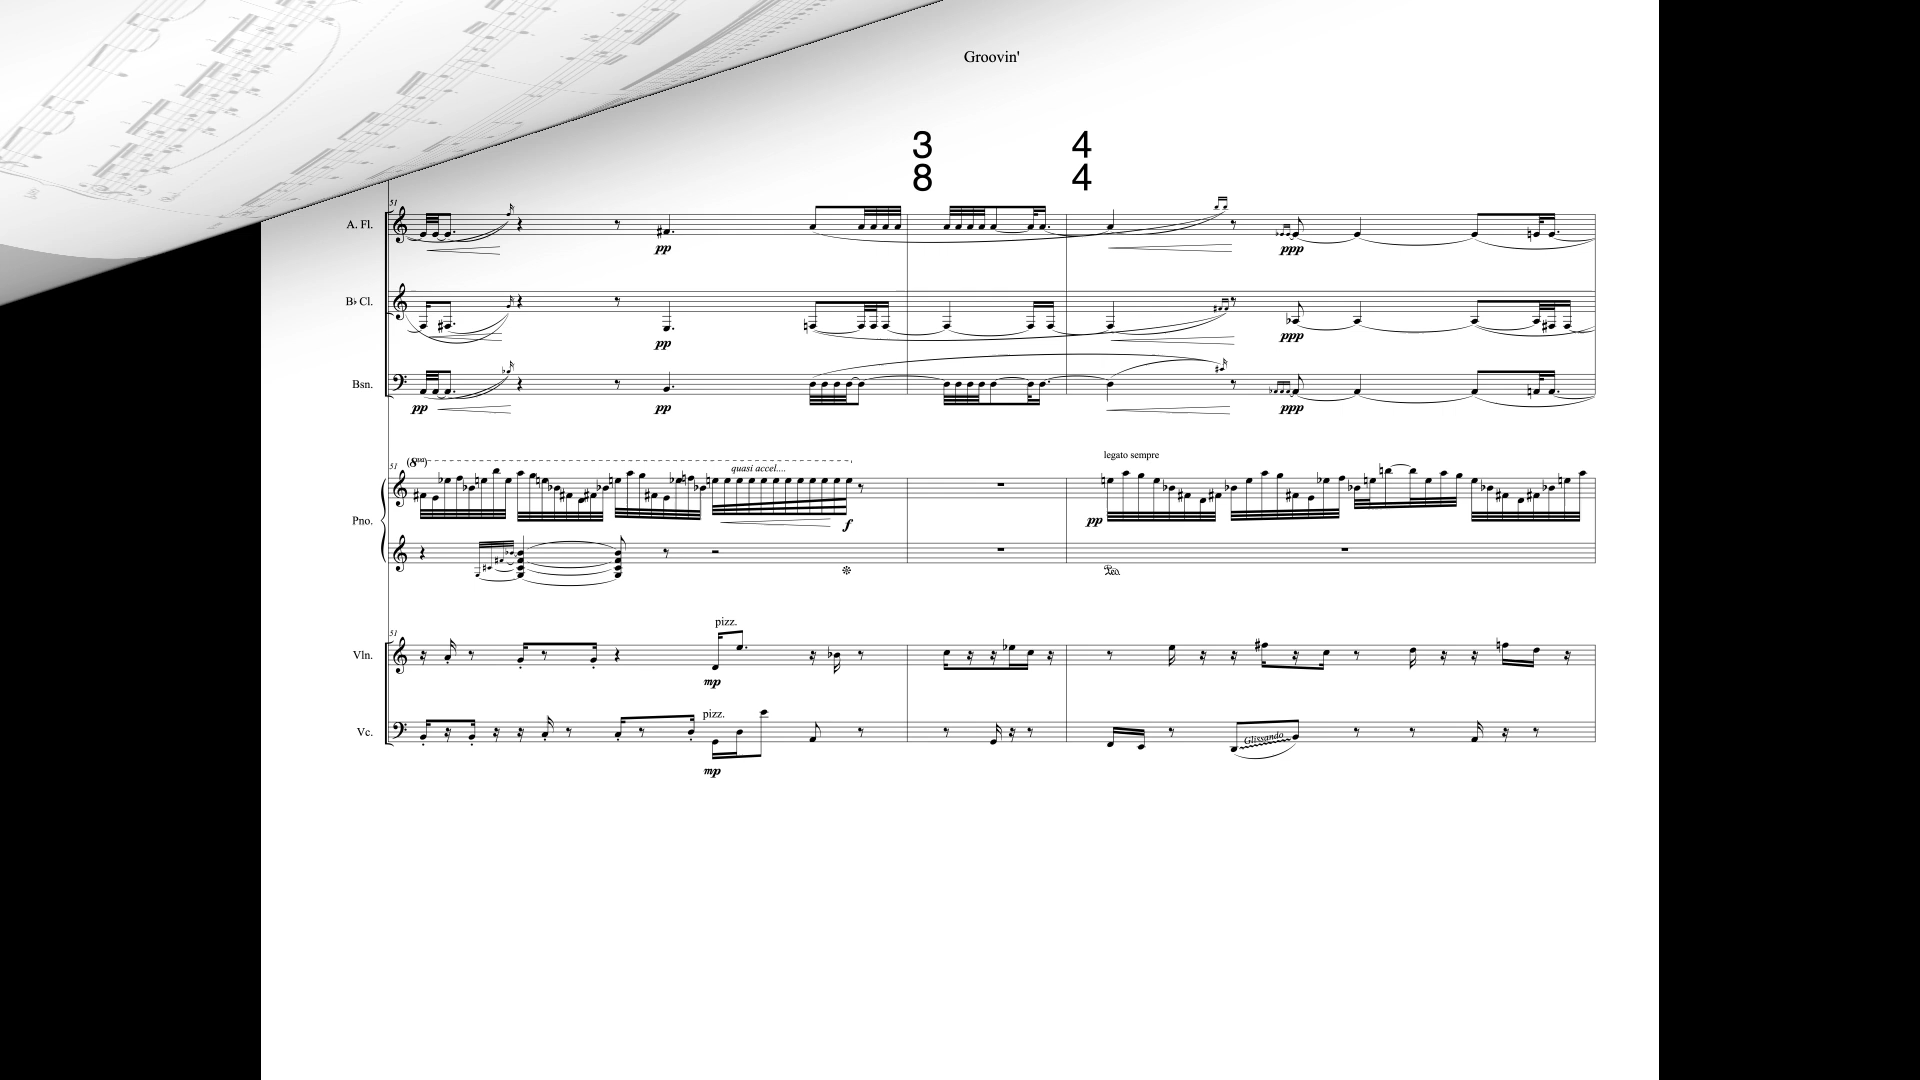 Groovin'
3 4
8 4
51
A. Fl.
pp ppp
B♭ Cl.
pp ppp
Bsn.
pp pp ppp
51 (8va) quasi accel.... legato sempre
Pno.
f pp
Ped.
51 pizz.
Vln.
mp
pizz.
Vc. Glissando
mp